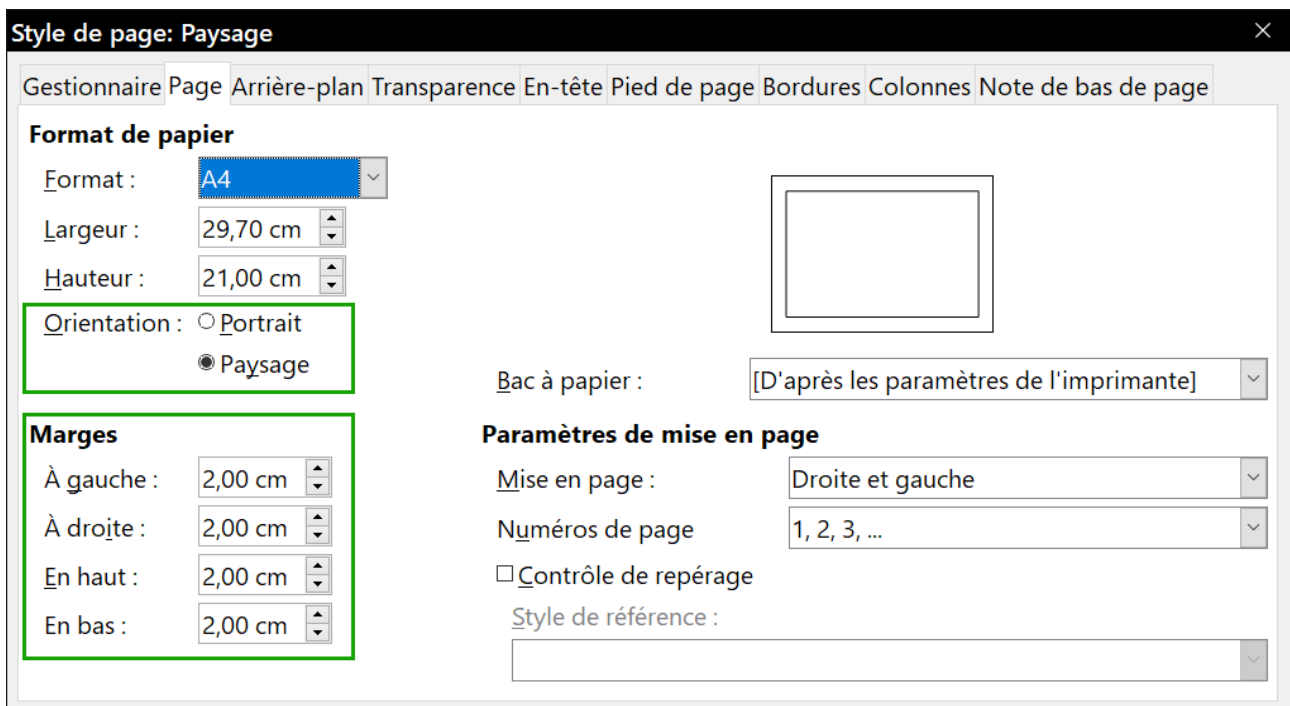 Style de page: Paysage
Gestionnaire Page Arrière-plan Transparence En-tête Pied de page Bordures Colonnes Note de bas de page
Format de papier
Format : A4
Largeur : 29,70 cm
Hauteur : 21,00 cm
Orientation : Portrait
Paysage
Bac à papier : [D'après les paramètres de l'imprimante]
Marges
À gauche : 2,00 cm
À droite : 2,00 cm
En haut : 2,00 cm
En bas : 2,00 cm
Paramètres de mise en page
Mise en page : Droite et gauche
Numéros de page 1, 2, 3, ...
Contrôle de repérage
Style de référence :